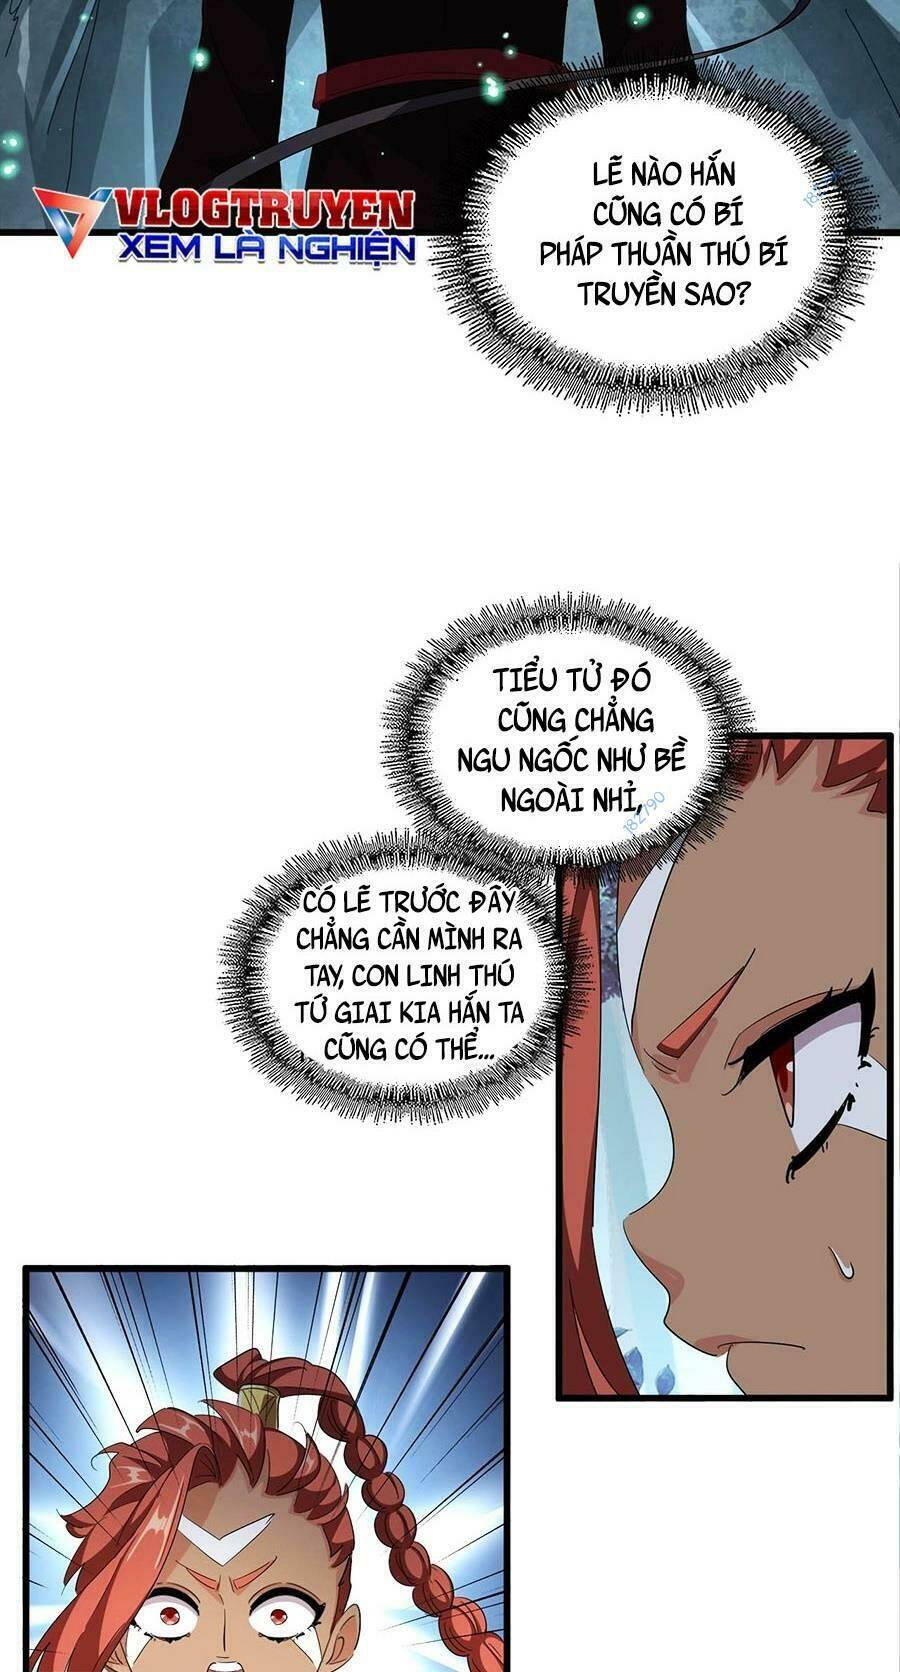 LẼ NÀO HẮN
CŨNG CÓ BÍ
PHÁP THUẦN THÚ BÍ
TRUYỀN SAO?
VLOGTRUYEN
XEM LÀ NGHIỆN
TIỂU TỬ ĐÓ
CŨNG CHẲNG
NGU NGỐC NHƯ BỀ
NGOÀI NHỈ,
182790
CÓ LẼ TRƯỚC ĐÂY
CHẲNG CẦN MÌNH RA
TAY, CON LINH THÚ
TỨ GIAI KIA HẮN TA
CŨNG CÓ THỂ...